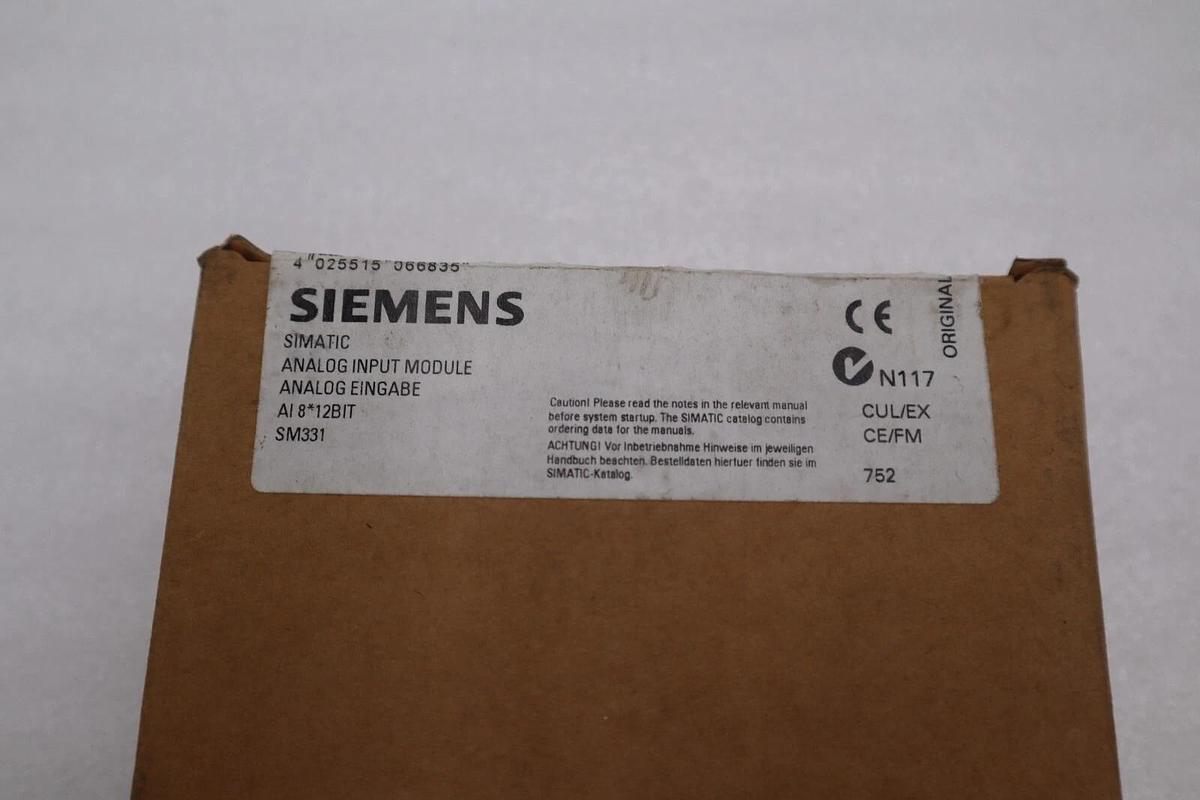 4 025515 066835
SIEMENS
SIMATIC
ANALOG INPUT MODULE
ANALOG EINGABE
AI 8*12BIT
SM331
Caution! Please read the notes in the relevant manual
before system startup. The SIMATIC catalog contains
ordering data for the manuals.
ACHTUNG! Vor Inbetriebnahme Hinweise im jeweiligen
Handbuch beachten. Bestelldaten hierfuer finden sie im
SIMATIC-Katalog.
CE
N117
CUL/EX
CE/FM
752
ORIGINAL